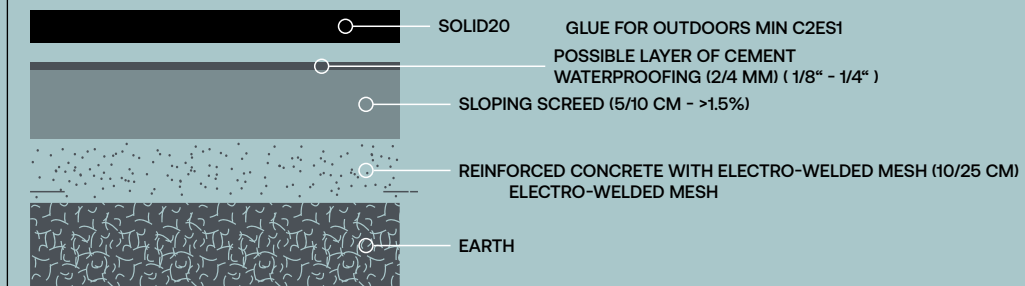 SOLID20 GLUE FOR OUTDOORS MIN C2ES1
POSSIBLE LAYER OF CEMENT
WATERPROOFING (2/4 MM) ( 1/8“ - 1/4“ )
SLOPING SCREED (5/10 CM - >1.5%)
REINFORCED CONCRETE WITH ELECTRO-WELDED MESH (10/25 CM)
ELECTRO-WELDED MESH
EARTH